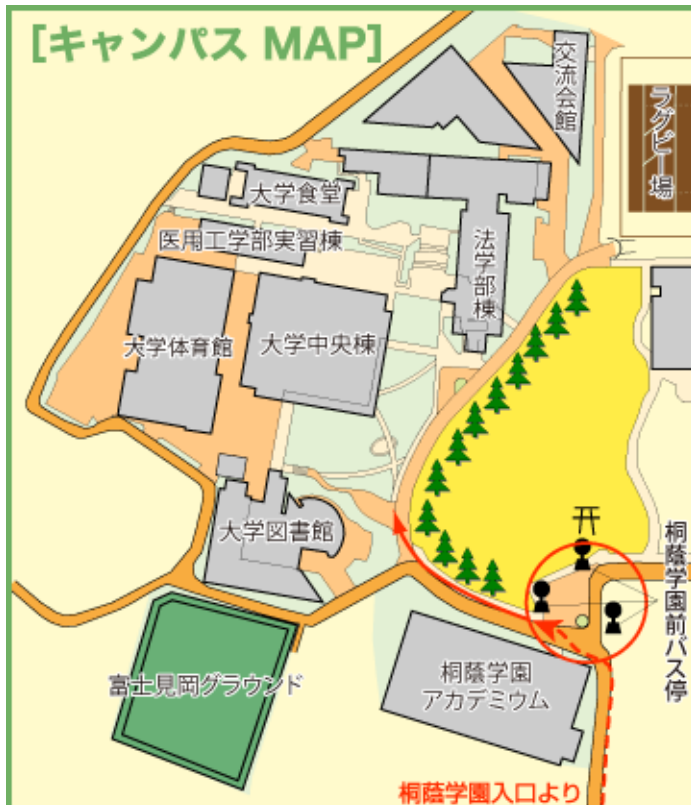 [キャンパス MAP]
交流会館
ラグビー場
大学食堂
医用工学部実習棟
法学部棟
大学体育館
大学中央棟
大学図書館
桐蔭学園前バス停
富士見岡グラウンド
桐蔭学園
アカデミウム
桐蔭学園入口より